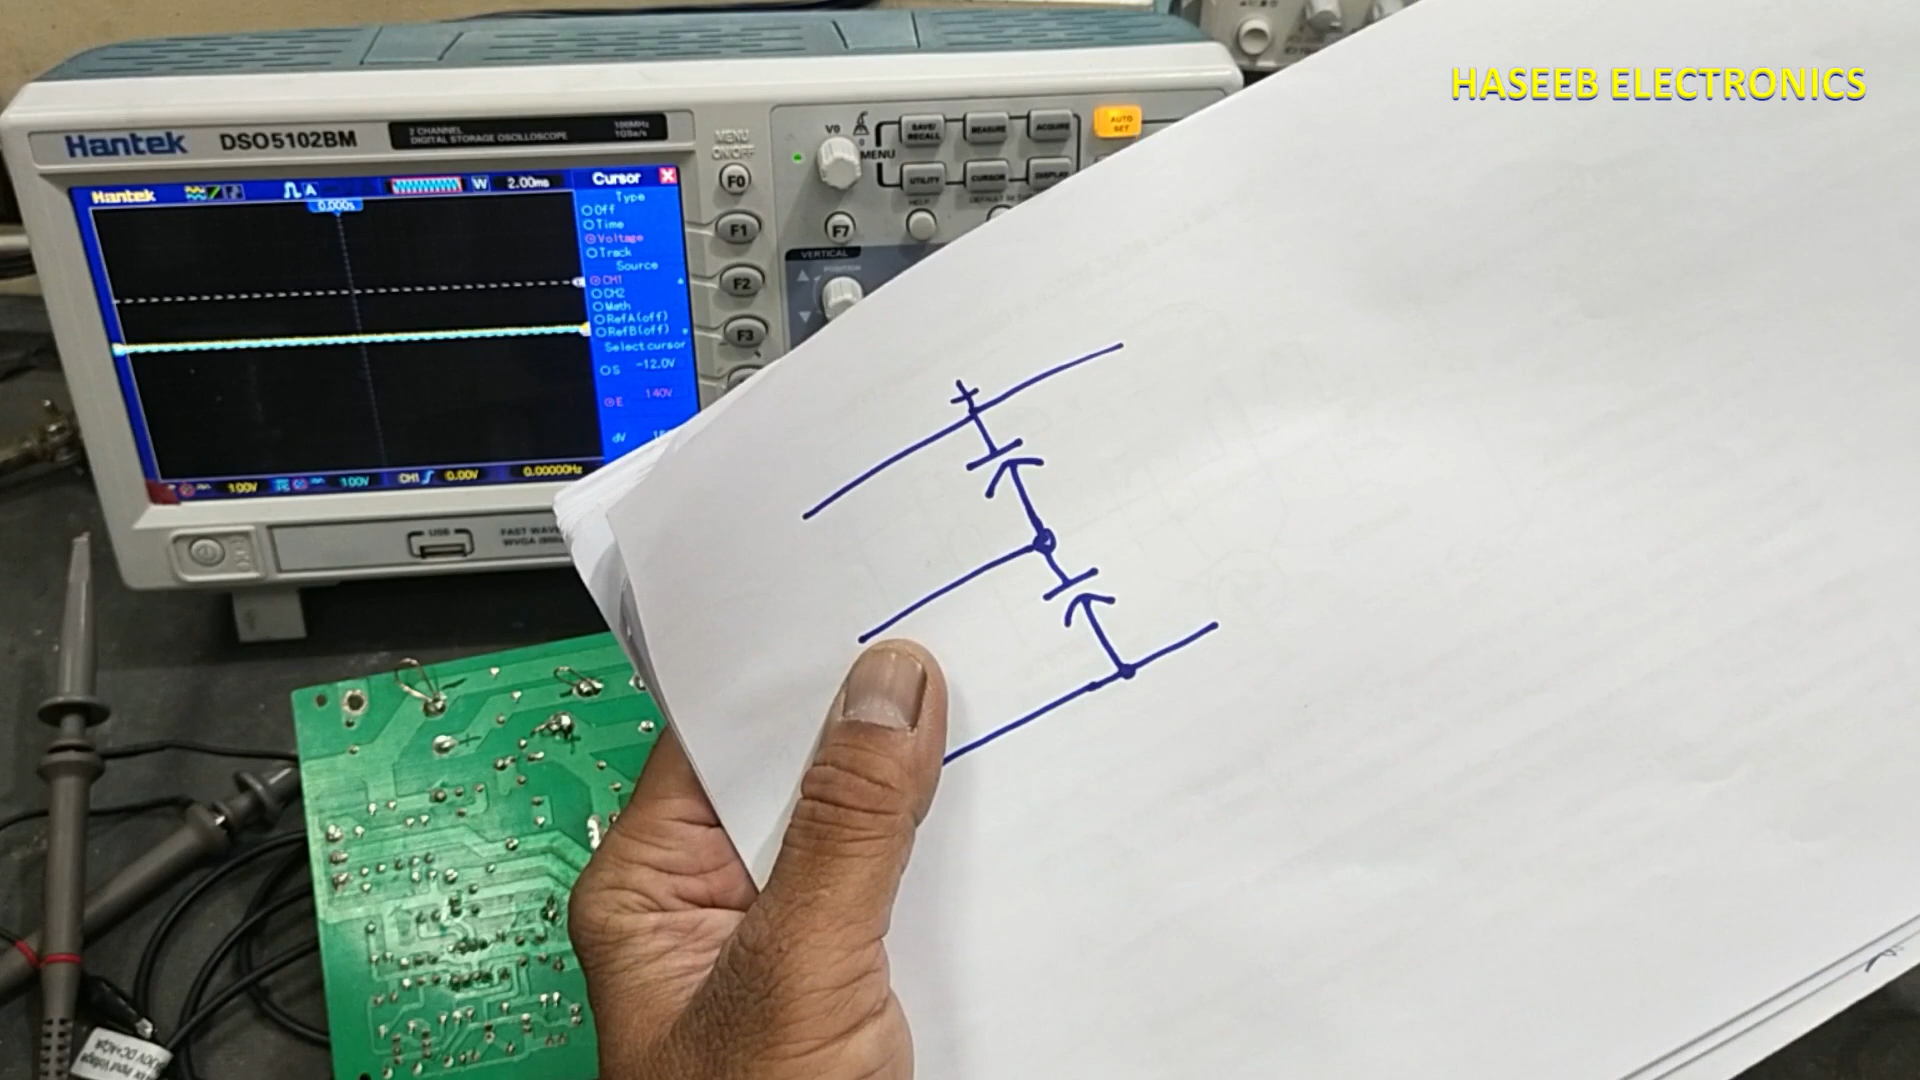 HASEEB ELECTRONICS
Hantek DSO5102BM
2 CHANNEL
DIGITAL STORAGE OSCILLOSCOPE
100MHz
1GSa/s
MENU
ON/OFF
V0
MENU
SAVE/
RECALL
MEASURE
ACQUIRE
AUTO
SET
UTILITY
CURSOR
DISPLAY
HELP
F0
F1
F2
F3
F7
VERTICAL
POSITION
Hantek
A
W
2.00ms
0.000s
Cursor
Type
Off
Time
Voltage
Track
Source
CH1
CH2
Math
RefA(off)
RefB(off)
Select cursor
S -12.0V
E 140V
dV
100V
100V
CH1
0.00V
0.00000Hz
USB
+